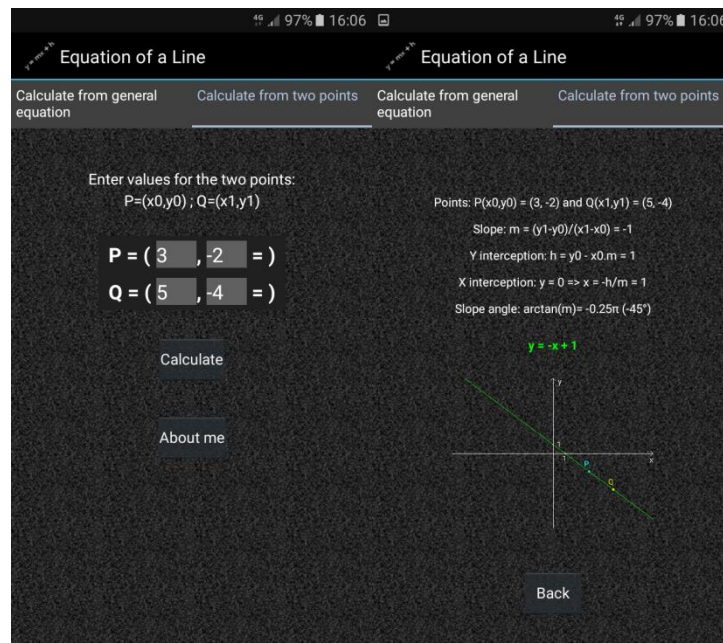 4G 97% 16:06
y = mx + h Equation of a Line
Calculate from general
equation
Calculate from two points
Enter values for the two points:
P=(x0,y0) ; Q=(x1,y1)
P = ( 3 , -2 = )
Q = ( 5 , -4 = )
Calculate
About me
4G 97% 16:06
y = mx + h Equation of a Line
Calculate from general
equation
Calculate from two points
Points: P(x0,y0) = (3, -2) and Q(x1,y1) = (5, -4)
Slope: m = (y1-y0)/(x1-x0) = -1
Y interception: h = y0 - x0.m = 1
X interception: y = 0 => x = -h/m = 1
Slope angle: arctan(m)= -0.25π (-45°)
y = -x + 1
y
1
1
x
P
Q
Back